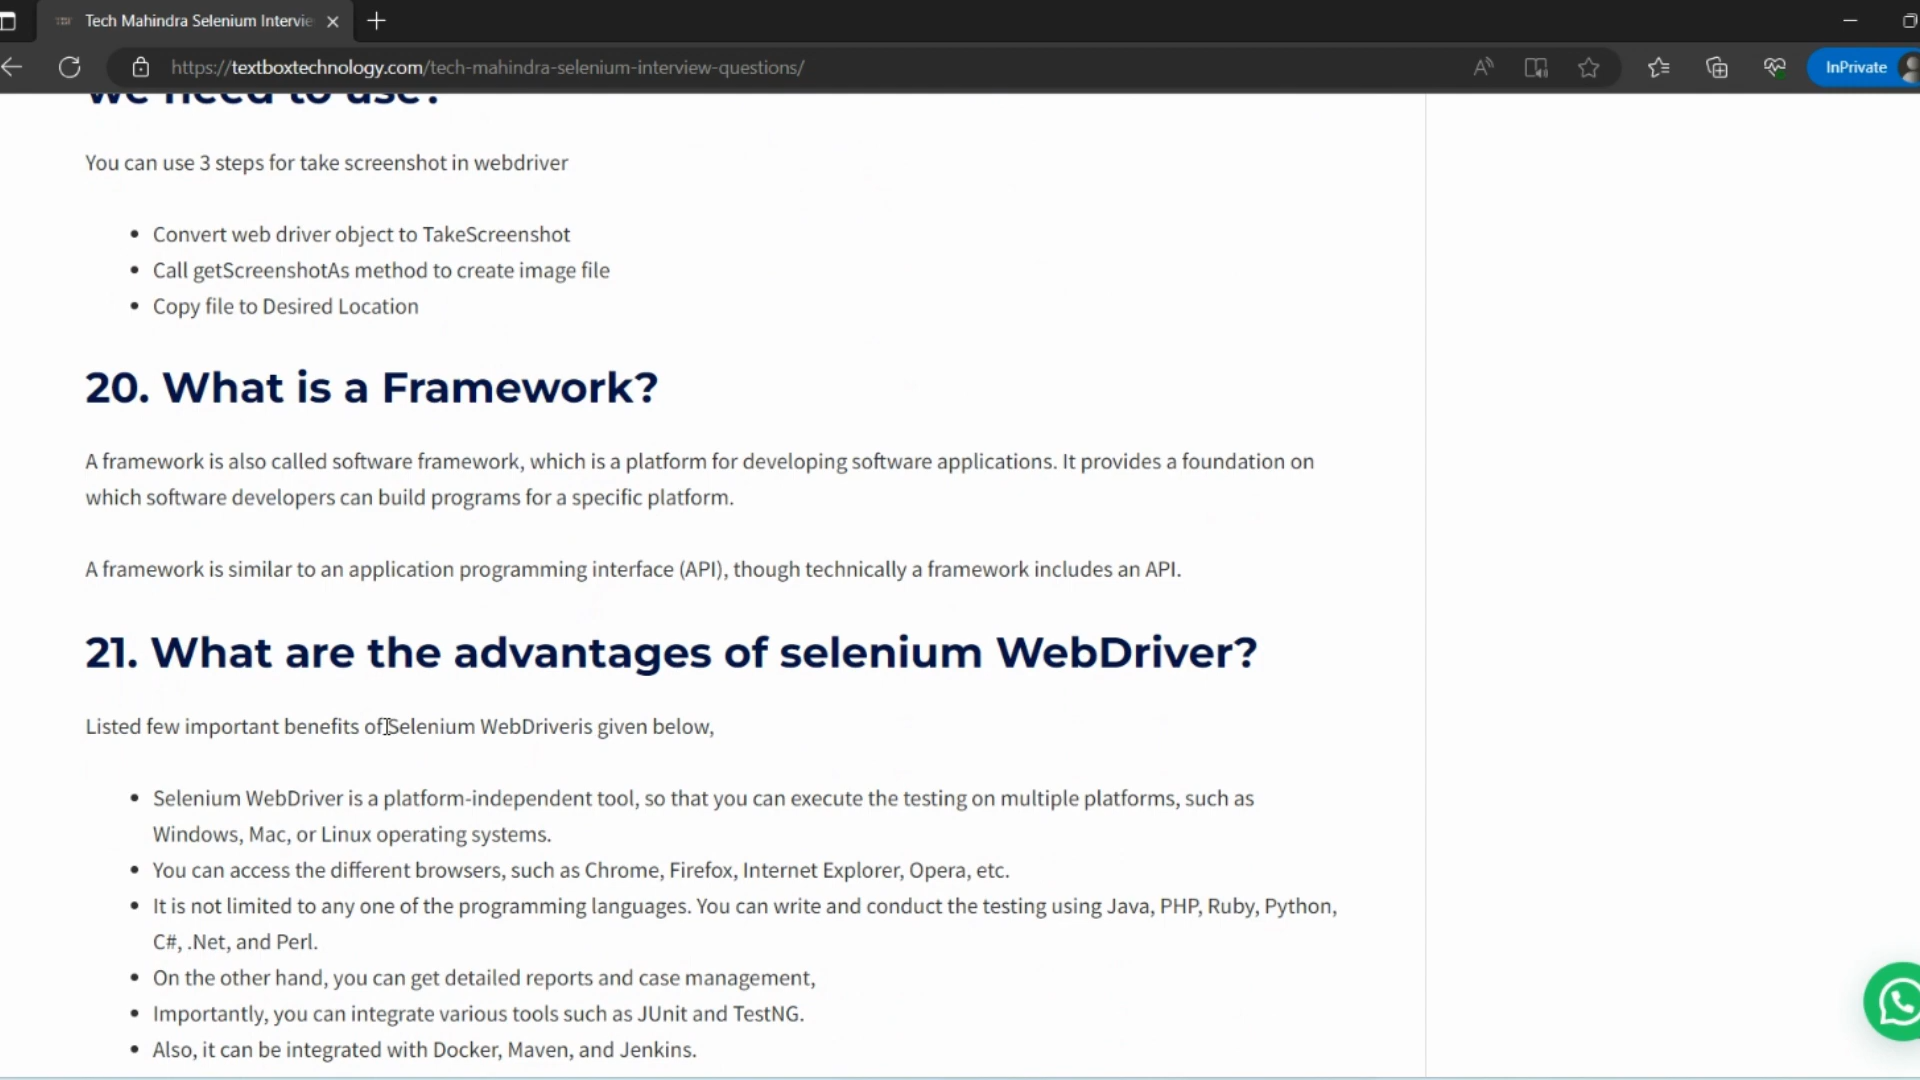 Tech Mahindra Selenium Intervie
https://textboxtechnology.com/tech-mahindra-selenium-interview-questions/
InPrivate
we need to use?
You can use 3 steps for take screenshot in webdriver
• Convert web driver object to TakeScreenshot
• Call getScreenshotAs method to create image file
• Copy file to Desired Location
20. What is a Framework?
A framework is also called software framework, which is a platform for developing software applications. It provides a foundation on
which software developers can build programs for a specific platform.
A framework is similar to an application programming interface (API), though technically a framework includes an API.
21. What are the advantages of selenium WebDriver?
Listed few important benefits of Selenium WebDriveris given below,
• Selenium WebDriver is a platform-independent tool, so that you can execute the testing on multiple platforms, such as
Windows, Mac, or Linux operating systems.
• You can access the different browsers, such as Chrome, Firefox, Internet Explorer, Opera, etc.
• It is not limited to any one of the programming languages. You can write and conduct the testing using Java, PHP, Ruby, Python,
C#, .Net, and Perl.
• On the other hand, you can get detailed reports and case management,
• Importantly, you can integrate various tools such as JUnit and TestNG.
• Also, it can be integrated with Docker, Maven, and Jenkins.